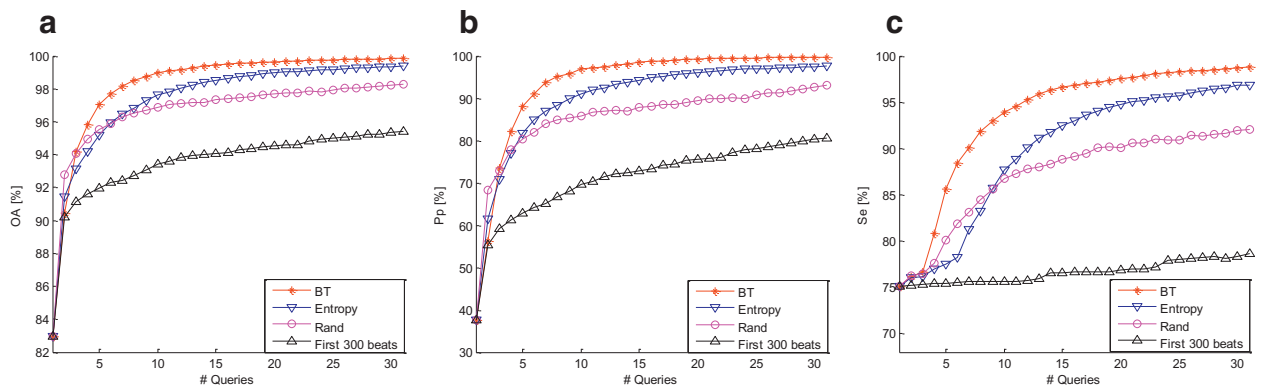 a
100
98
96
94
92
90
88
86
84
82
OA [%]
5
10
15
20
25
30
# Queries
BT
Entropy
Rand
First 300 beats
b
100
90
80
70
60
50
40
30
Pp [%]
5
10
15
20
25
30
# Queries
BT
Entropy
Rand
First 300 beats
c
100
95
90
85
80
75
70
Se [%]
5
10
15
20
25
30
# Queries
BT
Entropy
Rand
First 300 beats